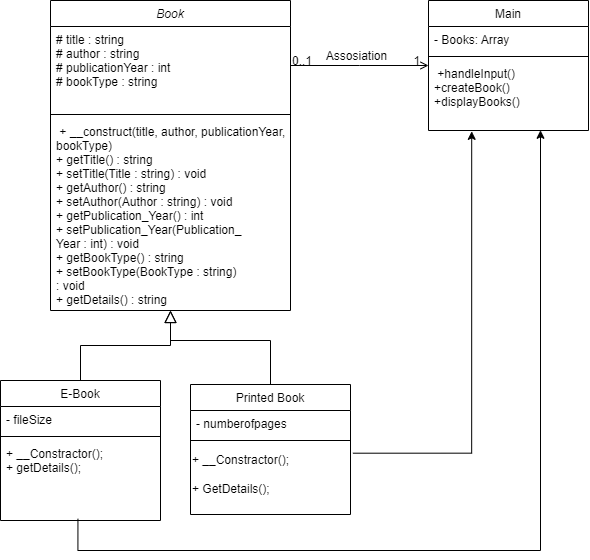 Book
# title : string
# author : string
# publicationYear : int
# bookType : string
+ __construct(title, author, publicationYear,
bookType)
+ getTitle() : string
+ setTitle(Title : string) : void
+ getAuthor() : string
+ setAuthor(Author : string) : void
+ getPublication_Year() : int
+ setPublication_Year(Publication_
Year : int) : void
+ getBookType() : string
+ setBookType(BookType : string)
: void
+ getDetails() : string
0..1
Assosiation
1
Main
- Books: Array
+handleInput()
+createBook()
+displayBooks()
E-Book
- fileSize
+ __Constractor();
+ getDetails();
Printed Book
- numberofpages
+ __Constractor();
+ GetDetails();